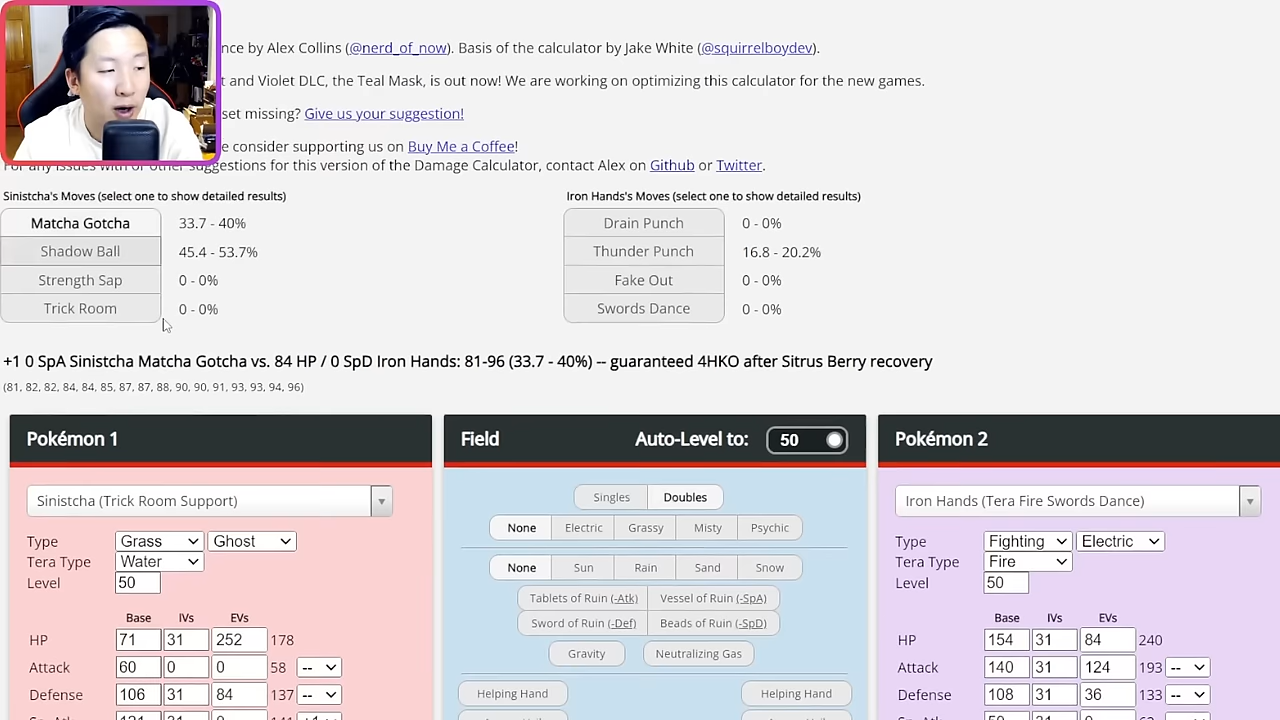 nce by Alex Collins (@nerd_of_now). Basis of the calculator by Jake White (@squirrelboydev).
t and Violet DLC, the Teal Mask, is out now! We are working on optimizing this calculator for the new games.
set missing? Give us your suggestion!
e consider supporting us on Buy Me a Coffee!
For any issues with or other suggestions for this version of the Damage Calculator, contact Alex on Github or Twitter.
Sinistcha's Moves (select one to show detailed results)
Iron Hands's Moves (select one to show detailed results)
Matcha Gotcha 33.7 - 40%
Drain Punch 0 - 0%
Shadow Ball 45.4 - 53.7%
Thunder Punch 16.8 - 20.2%
Strength Sap 0 - 0%
Fake Out 0 - 0%
Trick Room 0 - 0%
Swords Dance 0 - 0%
+1 0 SpA Sinistcha Matcha Gotcha vs. 84 HP / 0 SpD Iron Hands: 81-96 (33.7 - 40%) -- guaranteed 4HKO after Sitrus Berry recovery
(81, 82, 82, 84, 84, 85, 87, 87, 88, 90, 90, 91, 93, 93, 94, 96)
Pokémon 1
Sinistcha (Trick Room Support)
Type Grass Ghost
Tera Type Water
Level 50
Base IVs EVs
HP 71 31 252 178
Attack 60 0 0 58 --
Defense 106 31 84 137 --
Field Auto-Level to: 50
Singles Doubles
None Electric Grassy Misty Psychic
None Sun Rain Sand Snow
Tablets of Ruin (-Atk) Vessel of Ruin (-SpA)
Sword of Ruin (-Def) Beads of Ruin (-SpD)
Gravity Neutralizing Gas
Helping Hand Helping Hand
Pokémon 2
Iron Hands (Tera Fire Swords Dance)
Type Fighting Electric
Tera Type Fire
Level 50
Base IVs EVs
HP 154 31 84 240
Attack 140 31 124 193 --
Defense 108 31 36 133 --